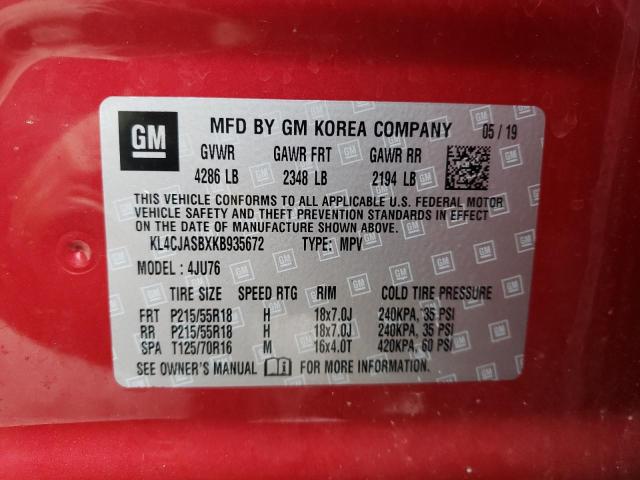 GM
MFD BY GM KOREA COMPANY 05 / 19
GVWR GAWR FRT GAWR RR
4286 LB 2348 LB 2194 LB
THIS VEHICLE CONFORMS TO ALL APPLICABLE U.S. FEDERAL MOTOR
VEHICLE SAFETY AND THEFT PREVENTION STANDARDS IN EFFECT
ON THE DATE OF MANUFACTURE SHOWN ABOVE.
KL4CJASBXKB935672 TYPE: MPV
MODEL : 4JU76
TIRE SIZE SPEED RTG RIM COLD TIRE PRESSURE
FRT P215/55R18 H 18x7.0J 240KPA, 35 PSI
RR P215/55R18 H 18x7.0J 240KPA, 35 PSI
SPA T125/70R16 M 16x4.0T 420KPA, 60 PSI
SEE OWNER'S MANUAL FOR MORE INFORMATION.